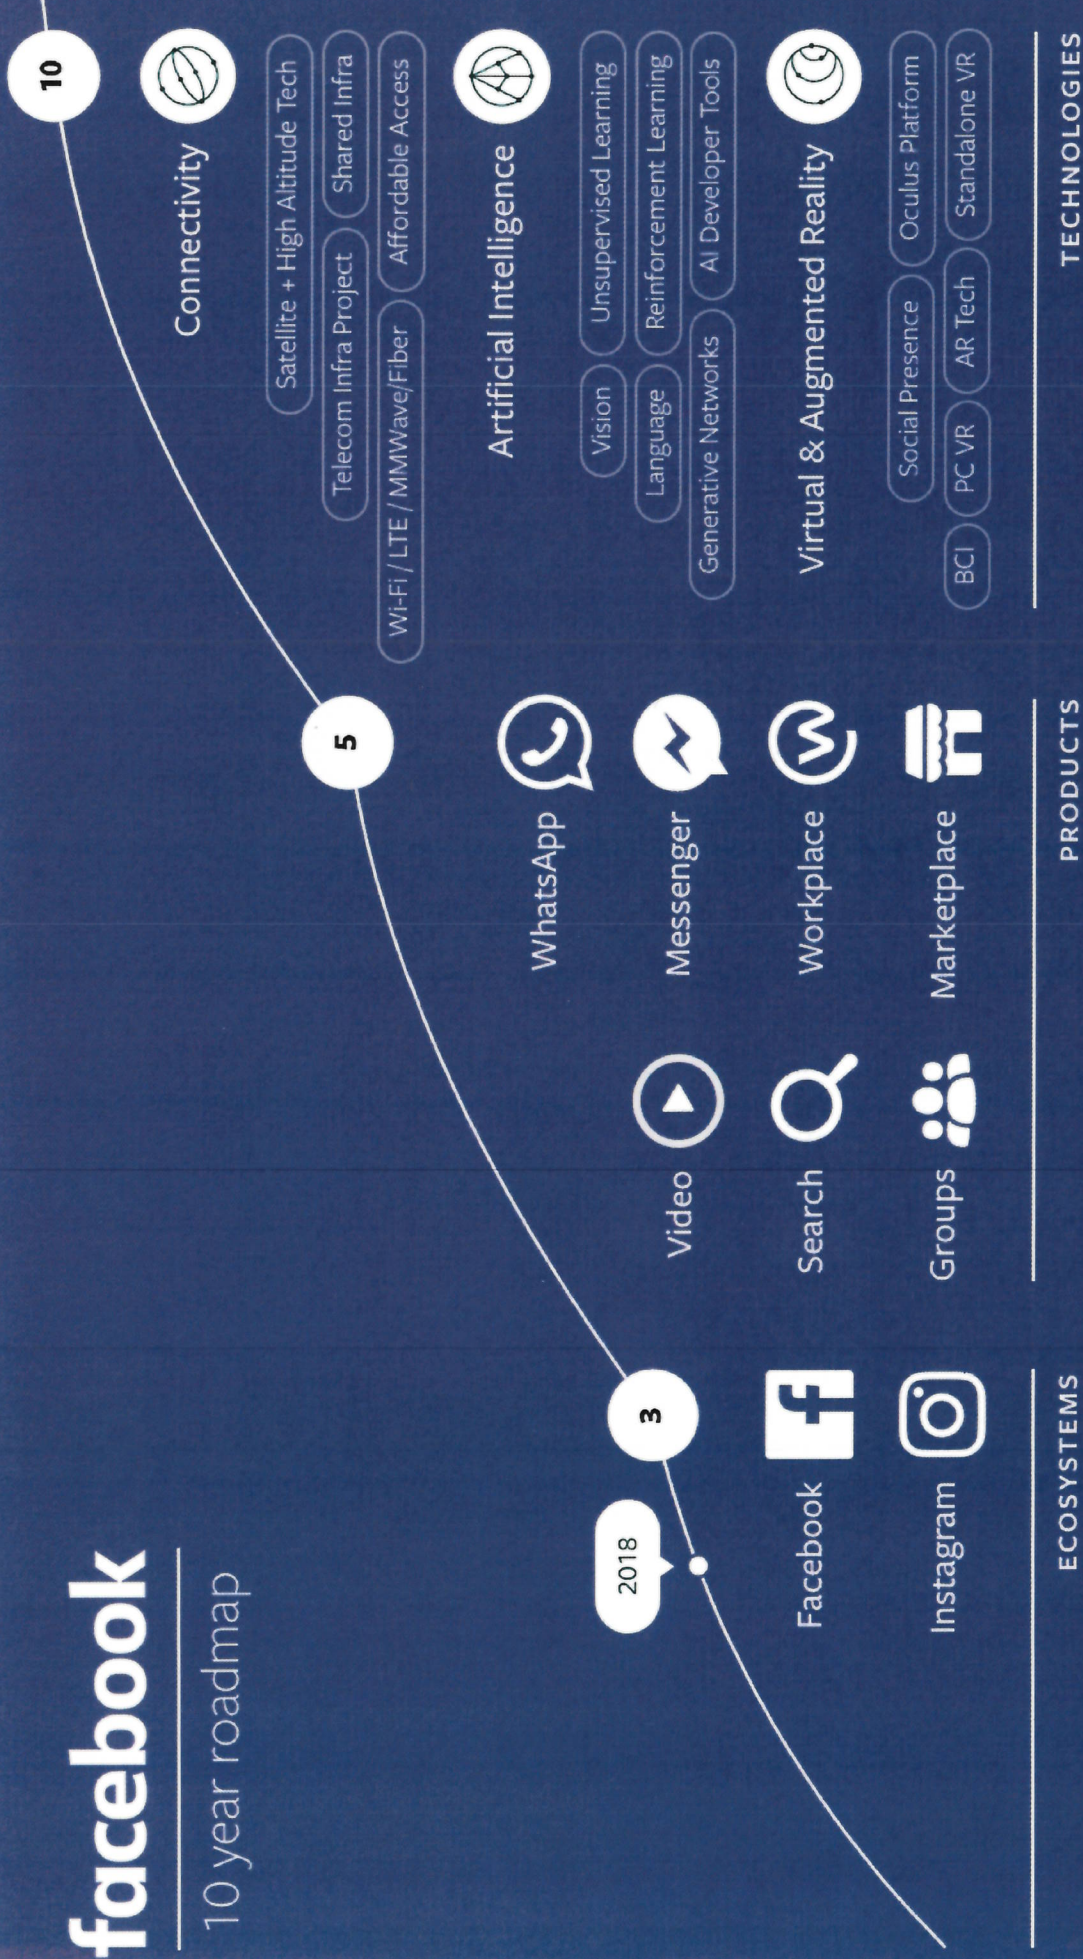 facebook
10 year roadmap
2018
3
5
10
Facebook
Instagram
ECOSYSTEMS
Video
Search
Groups
WhatsApp
Messenger
Workplace
Marketplace
PRODUCTS
Connectivity
Satellite + High Altitude Tech
Telecom Infra Project
Shared Infra
Wi-Fi / LTE / MMWave/Fiber
Affordable Access
Artificial Intelligence
Vision
Unsupervised Learning
Language
Reinforcement Learning
Generative Networks
AI Developer Tools
Virtual & Augmented Reality
Social Presence
Oculus Platform
BCI
PC VR
AR Tech
Standalone VR
TECHNOLOGIES